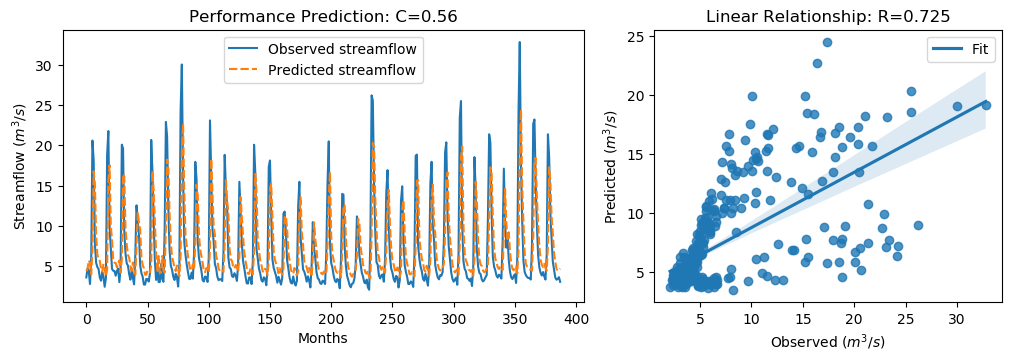 Performance Prediction: C=0.56
Observed streamflow
Predicted streamflow
Streamflow (m³/s)
30
25
20
15
10
5
0
50
100
150
200
250
300
350
400
Months
Linear Relationship: R=0.725
Fit
Predicted (m³/s)
25
20
15
10
5
5
10
15
20
25
30
Observed (m³/s)